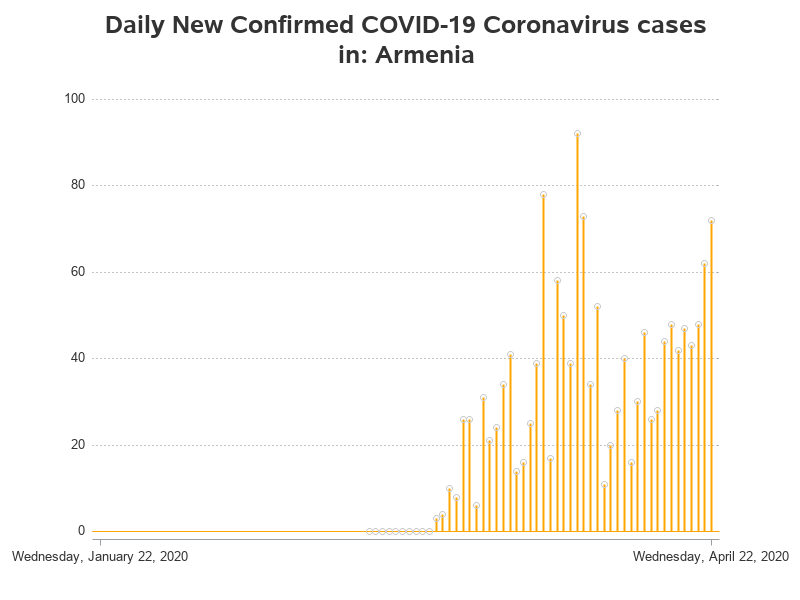 Daily New Confirmed COVID-19 Coronavirus cases
in: Armenia
100
80
60
40
20
0
Wednesday, January 22, 2020 Wednesday, April 22, 2020